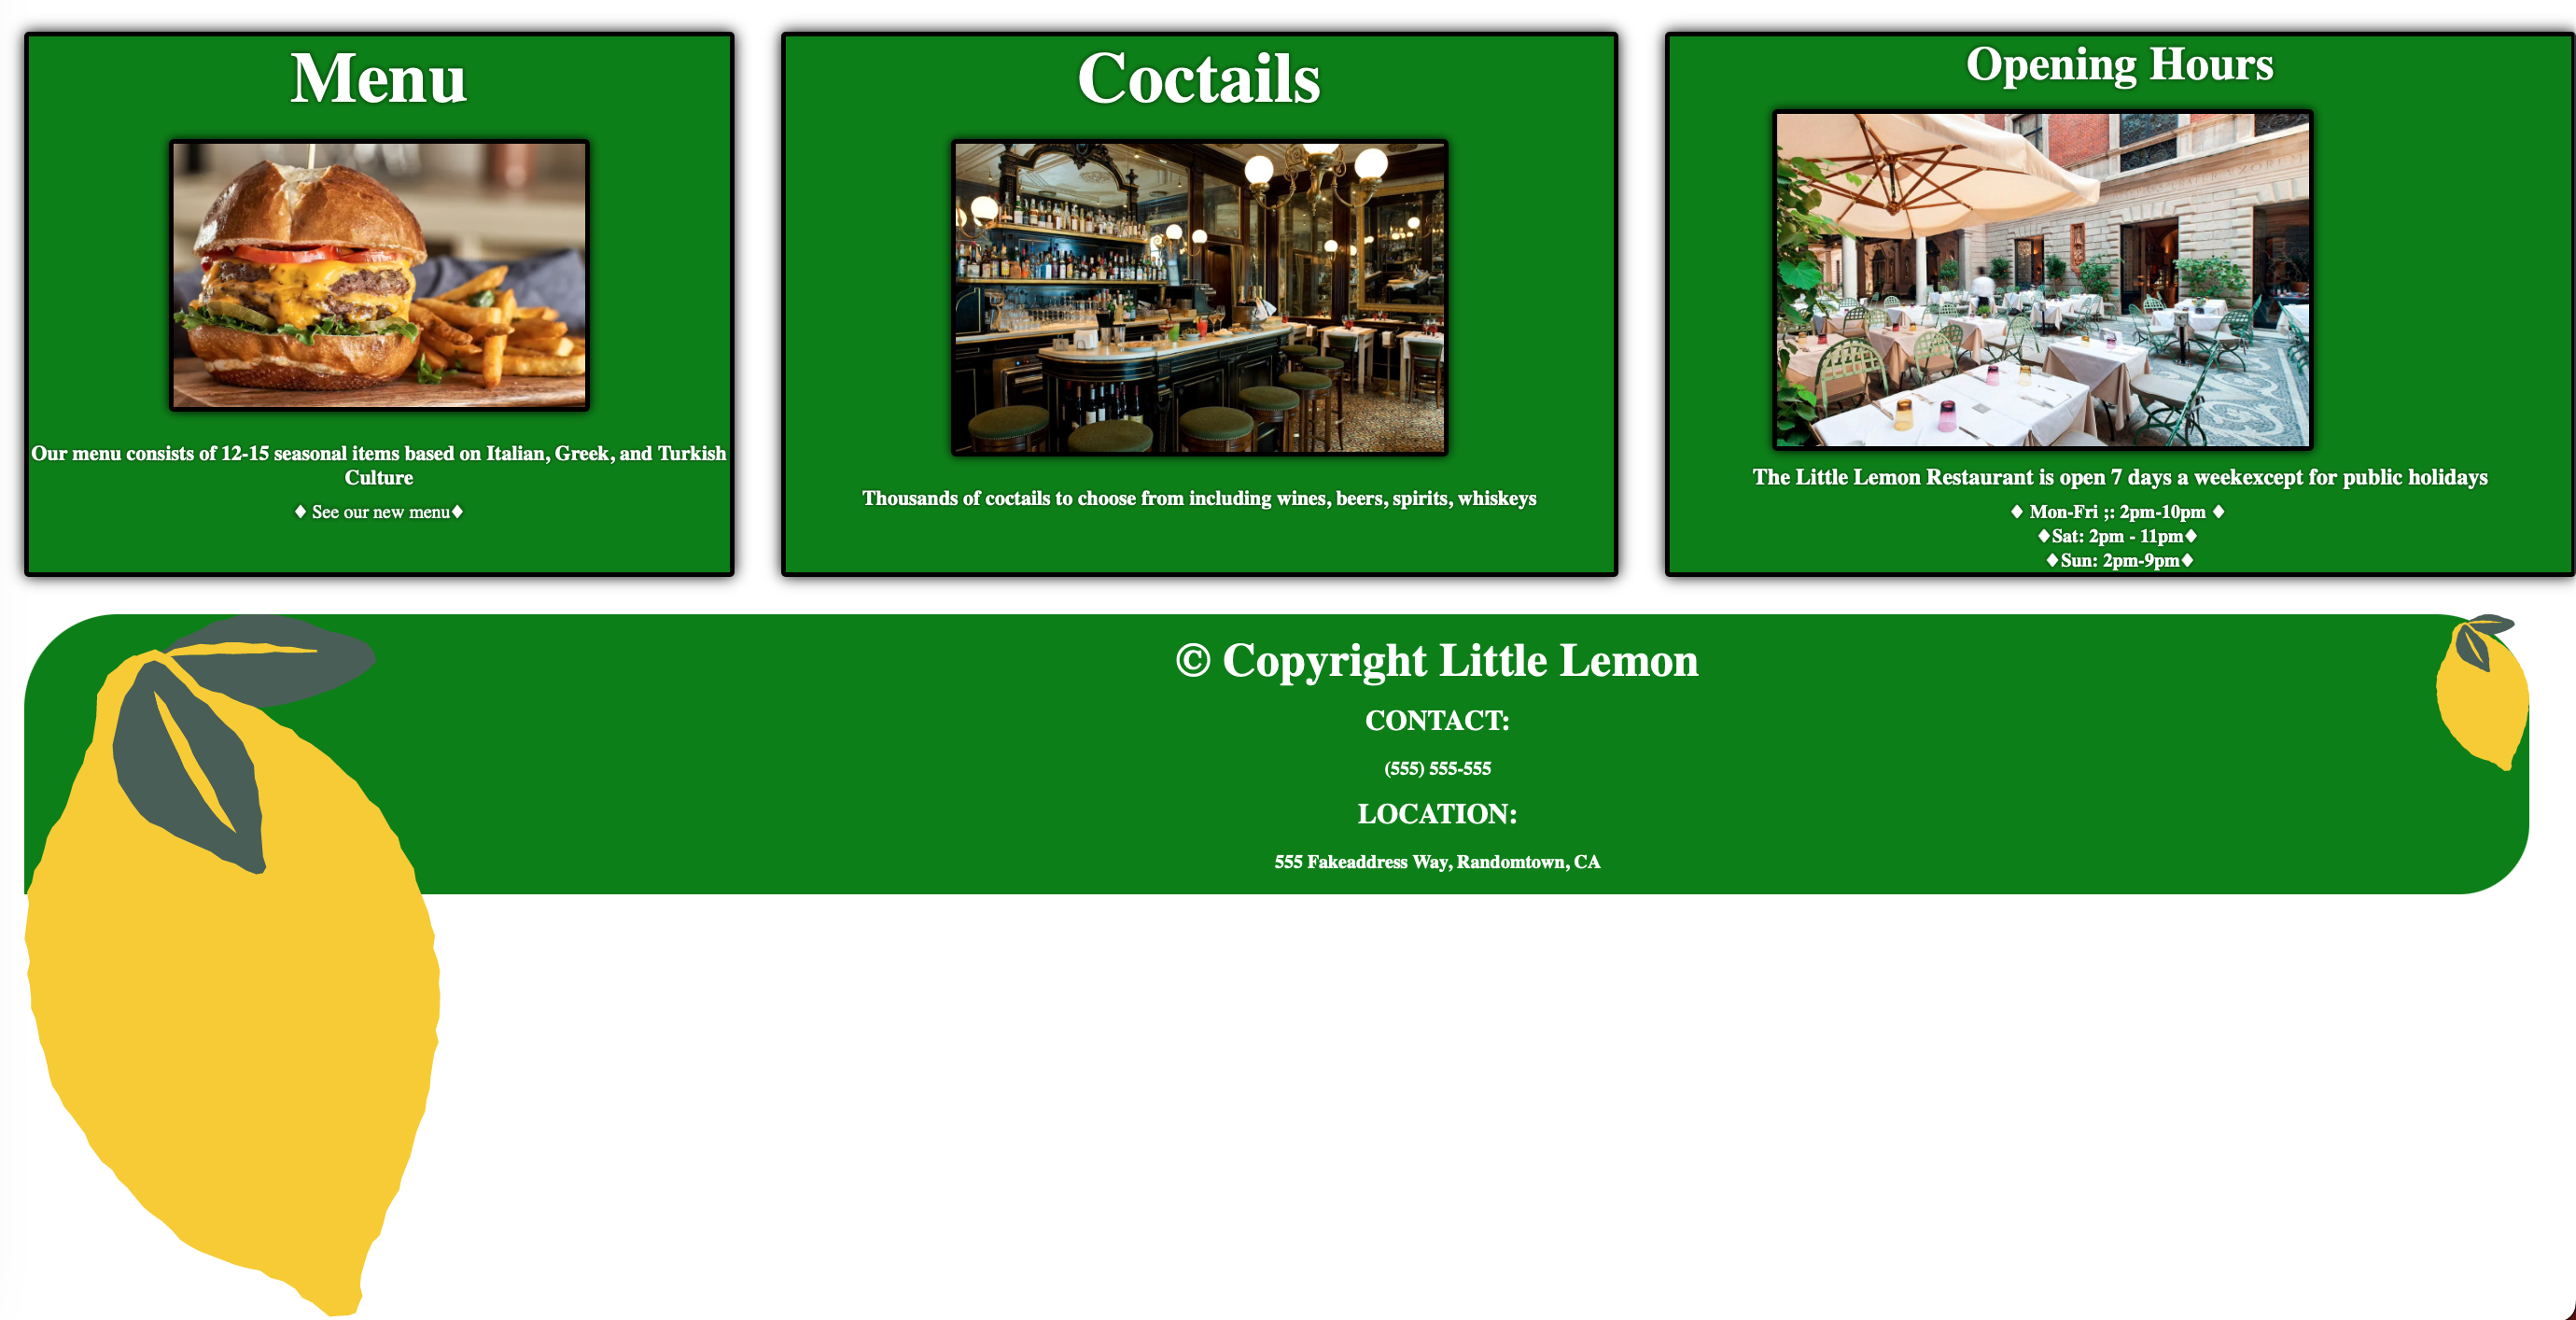 Menu
Our menu consists of 12-15 seasonal items based on Italian, Greek, and Turkish
Culture
♦ See our new menu♦
Coctails
Thousands of coctails to choose from including wines, beers, spirits, whiskeys
Opening Hours
The Little Lemon Restaurant is open 7 days a weekexcept for public holidays
♦ Mon-Fri ;: 2pm-10pm ♦
♦Sat: 2pm - 11pm♦
♦Sun: 2pm-9pm♦
© Copyright Little Lemon
CONTACT:
(555) 555-555
LOCATION:
555 Fakeaddress Way, Randomtown, CA